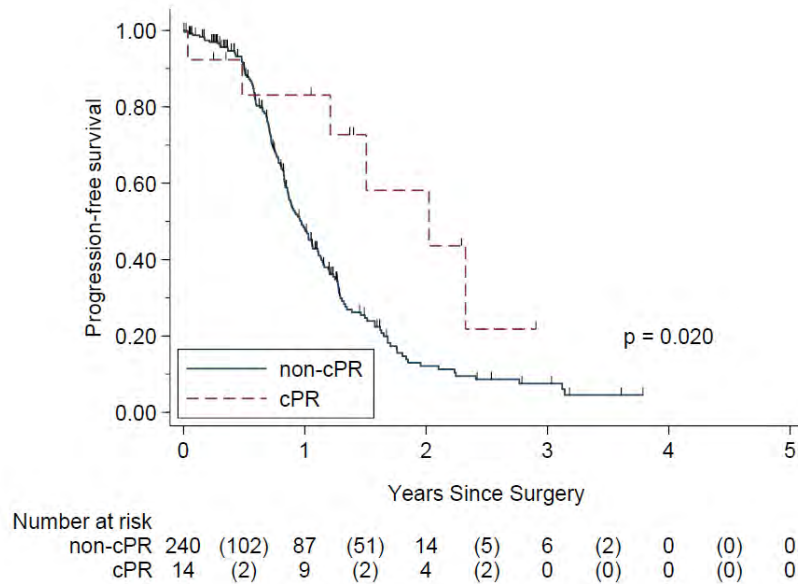 Progression-free survival
1.00
0.80
0.60
0.40
0.20
0.00
p = 0.020
non-cPR
cPR
0 1 2 3 4 5
Years Since Surgery
Number at risk
non-cPR 240 (102) 87 (51) 14 (5) 6 (2) 0 (0) 0
cPR 14 (2) 9 (2) 4 (2) 0 (0) 0 (0) 0